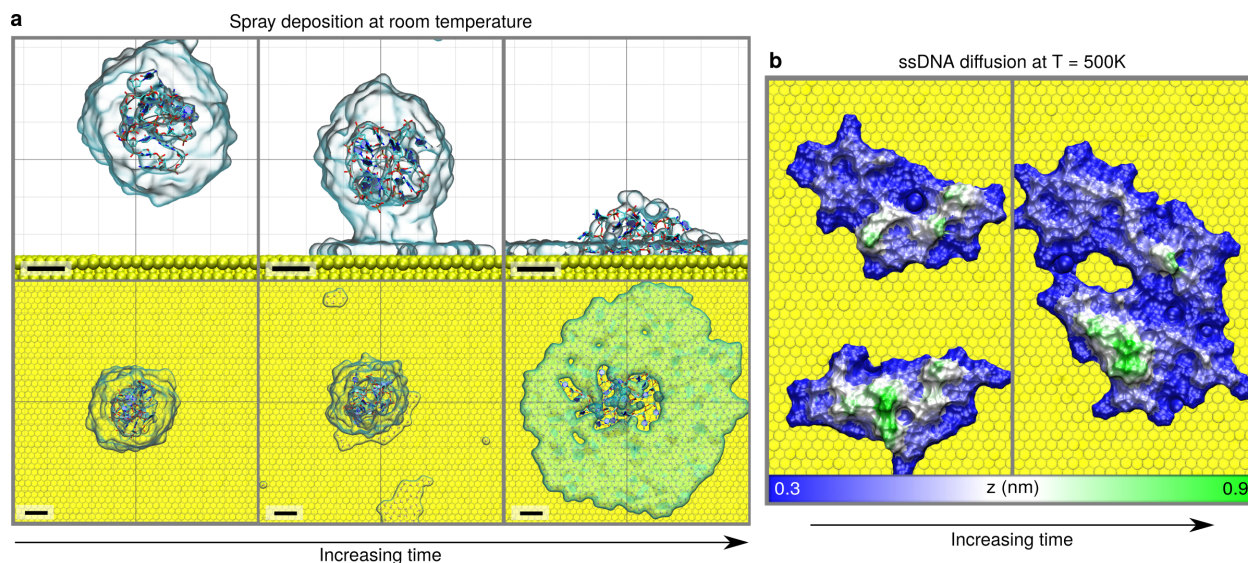 a
Spray deposition at room temperature
Increasing time
b
ssDNA diffusion at T = 500K
0.3 z (nm) 0.9
Increasing time